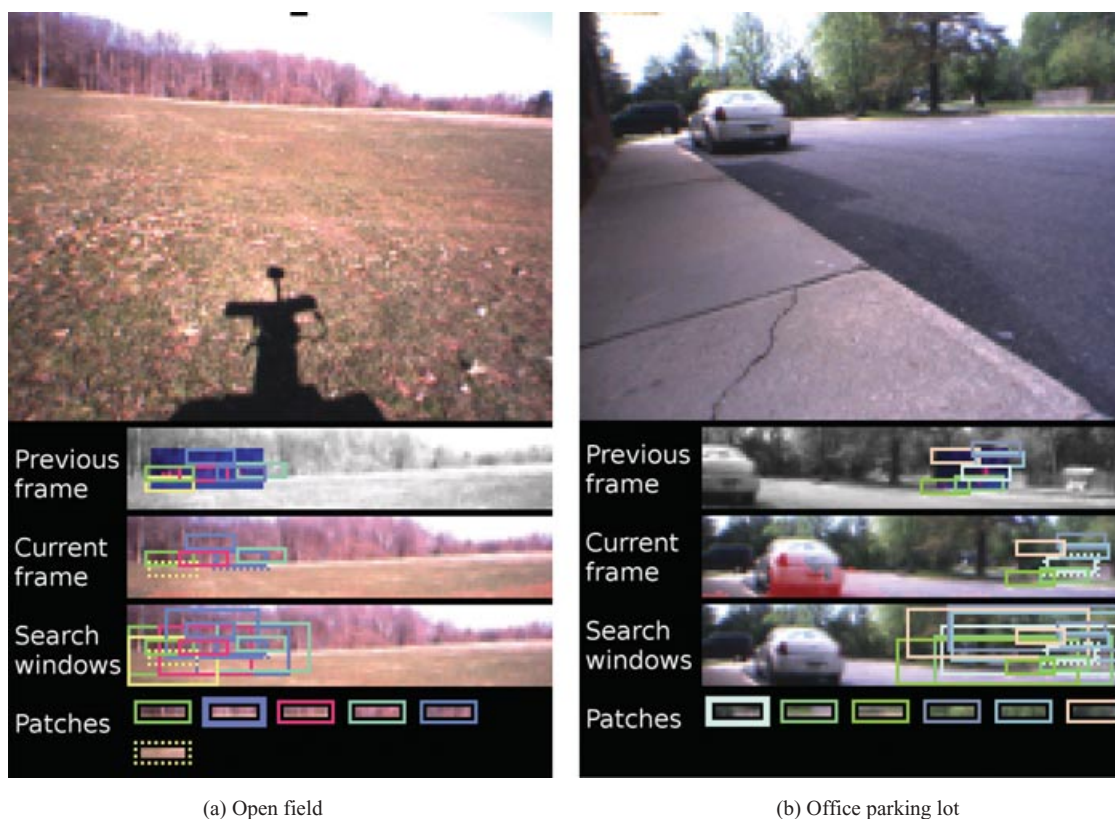 Previous
frame
Current
frame
Search
windows
Patches
Previous
frame
Current
frame
Search
windows
Patches
(a) Open field
(b) Office parking lot